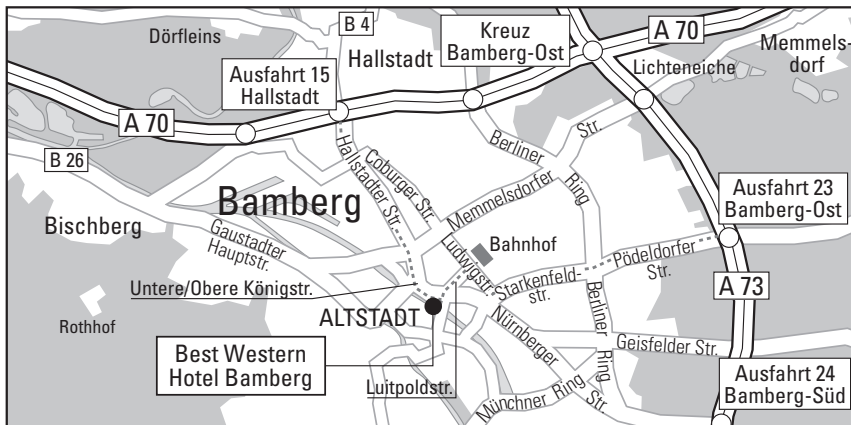 B 4
Dörfleins
Hallstadt
Kreuz
Bamberg-Ost
A 70
Memmels-
dorf
Ausfahrt 15
Hallstadt
Lichteneiche
A 70
B 26
Hallstadter Str.
Coburger Str.
Berliner
Ring
Memmelsdorfer
Str.
Bamberg
Bischberg
Gaustadter
Hauptstr.
Ausfahrt 23
Bamberg-Ost
Bahnhof
Ludwigstr.
Starkenfeld-
str.
Pödeldorfer
Str.
A 73
Untere/Obere Königstr.
Rothhof
ALTSTADT
Nürnberger
Str.
Berliner
Ring
Geisfelder Str.
Best Western
Hotel Bamberg
Luitpoldstr.
Münchner Ring
Ausfahrt 24
Bamberg-Süd